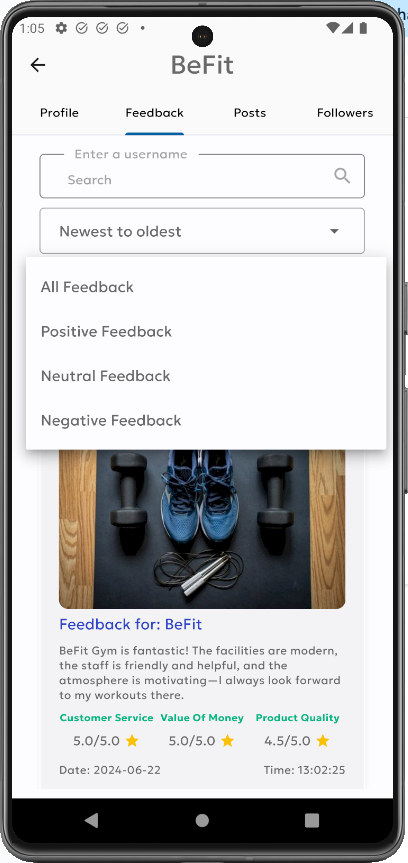 1:05
BeFit
Profile Feedback Posts Followers
Enter a username
Search
Newest to oldest
All Feedback
Positive Feedback
Neutral Feedback
Negative Feedback
Feedback for: BeFit
BeFit Gym is fantastic! The facilities are modern,
the staff is friendly and helpful, and the
atmosphere is motivating—I always look forward
to my workouts there.
Customer Service Value Of Money Product Quality
5.0/5.0 5.0/5.0 4.5/5.0
Date: 2024-06-22 Time: 13:02:25